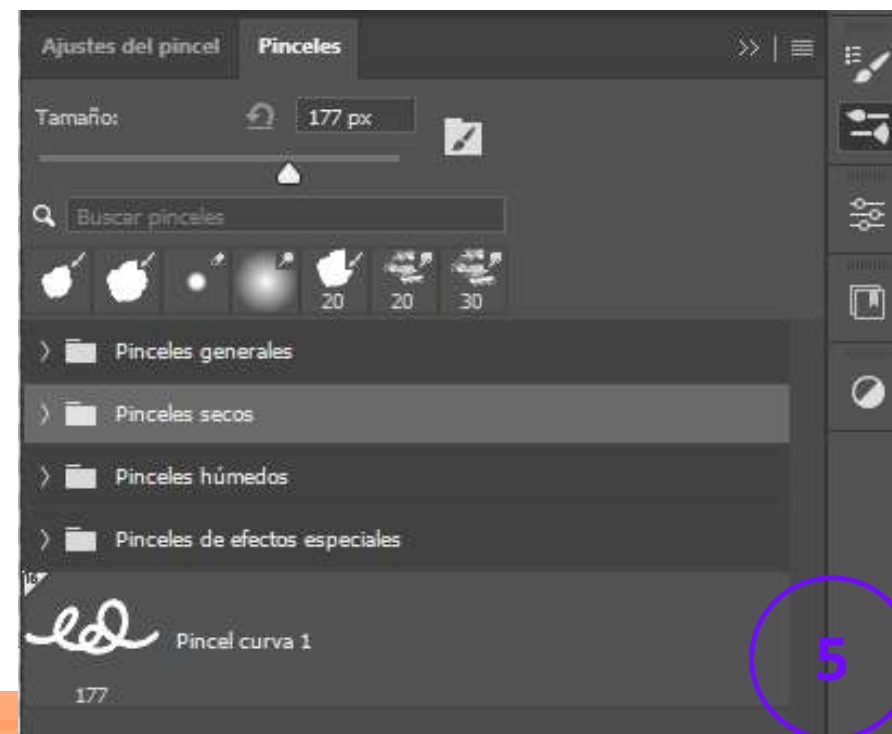 Ajustes del pincel Pinceles
Tamaño: 177 px
Buscar pinceles
20 20 30
Pinceles generales
Pinceles secos
Pinceles húmedos
Pinceles de efectos especiales
16
Pincel curva 1
177
5